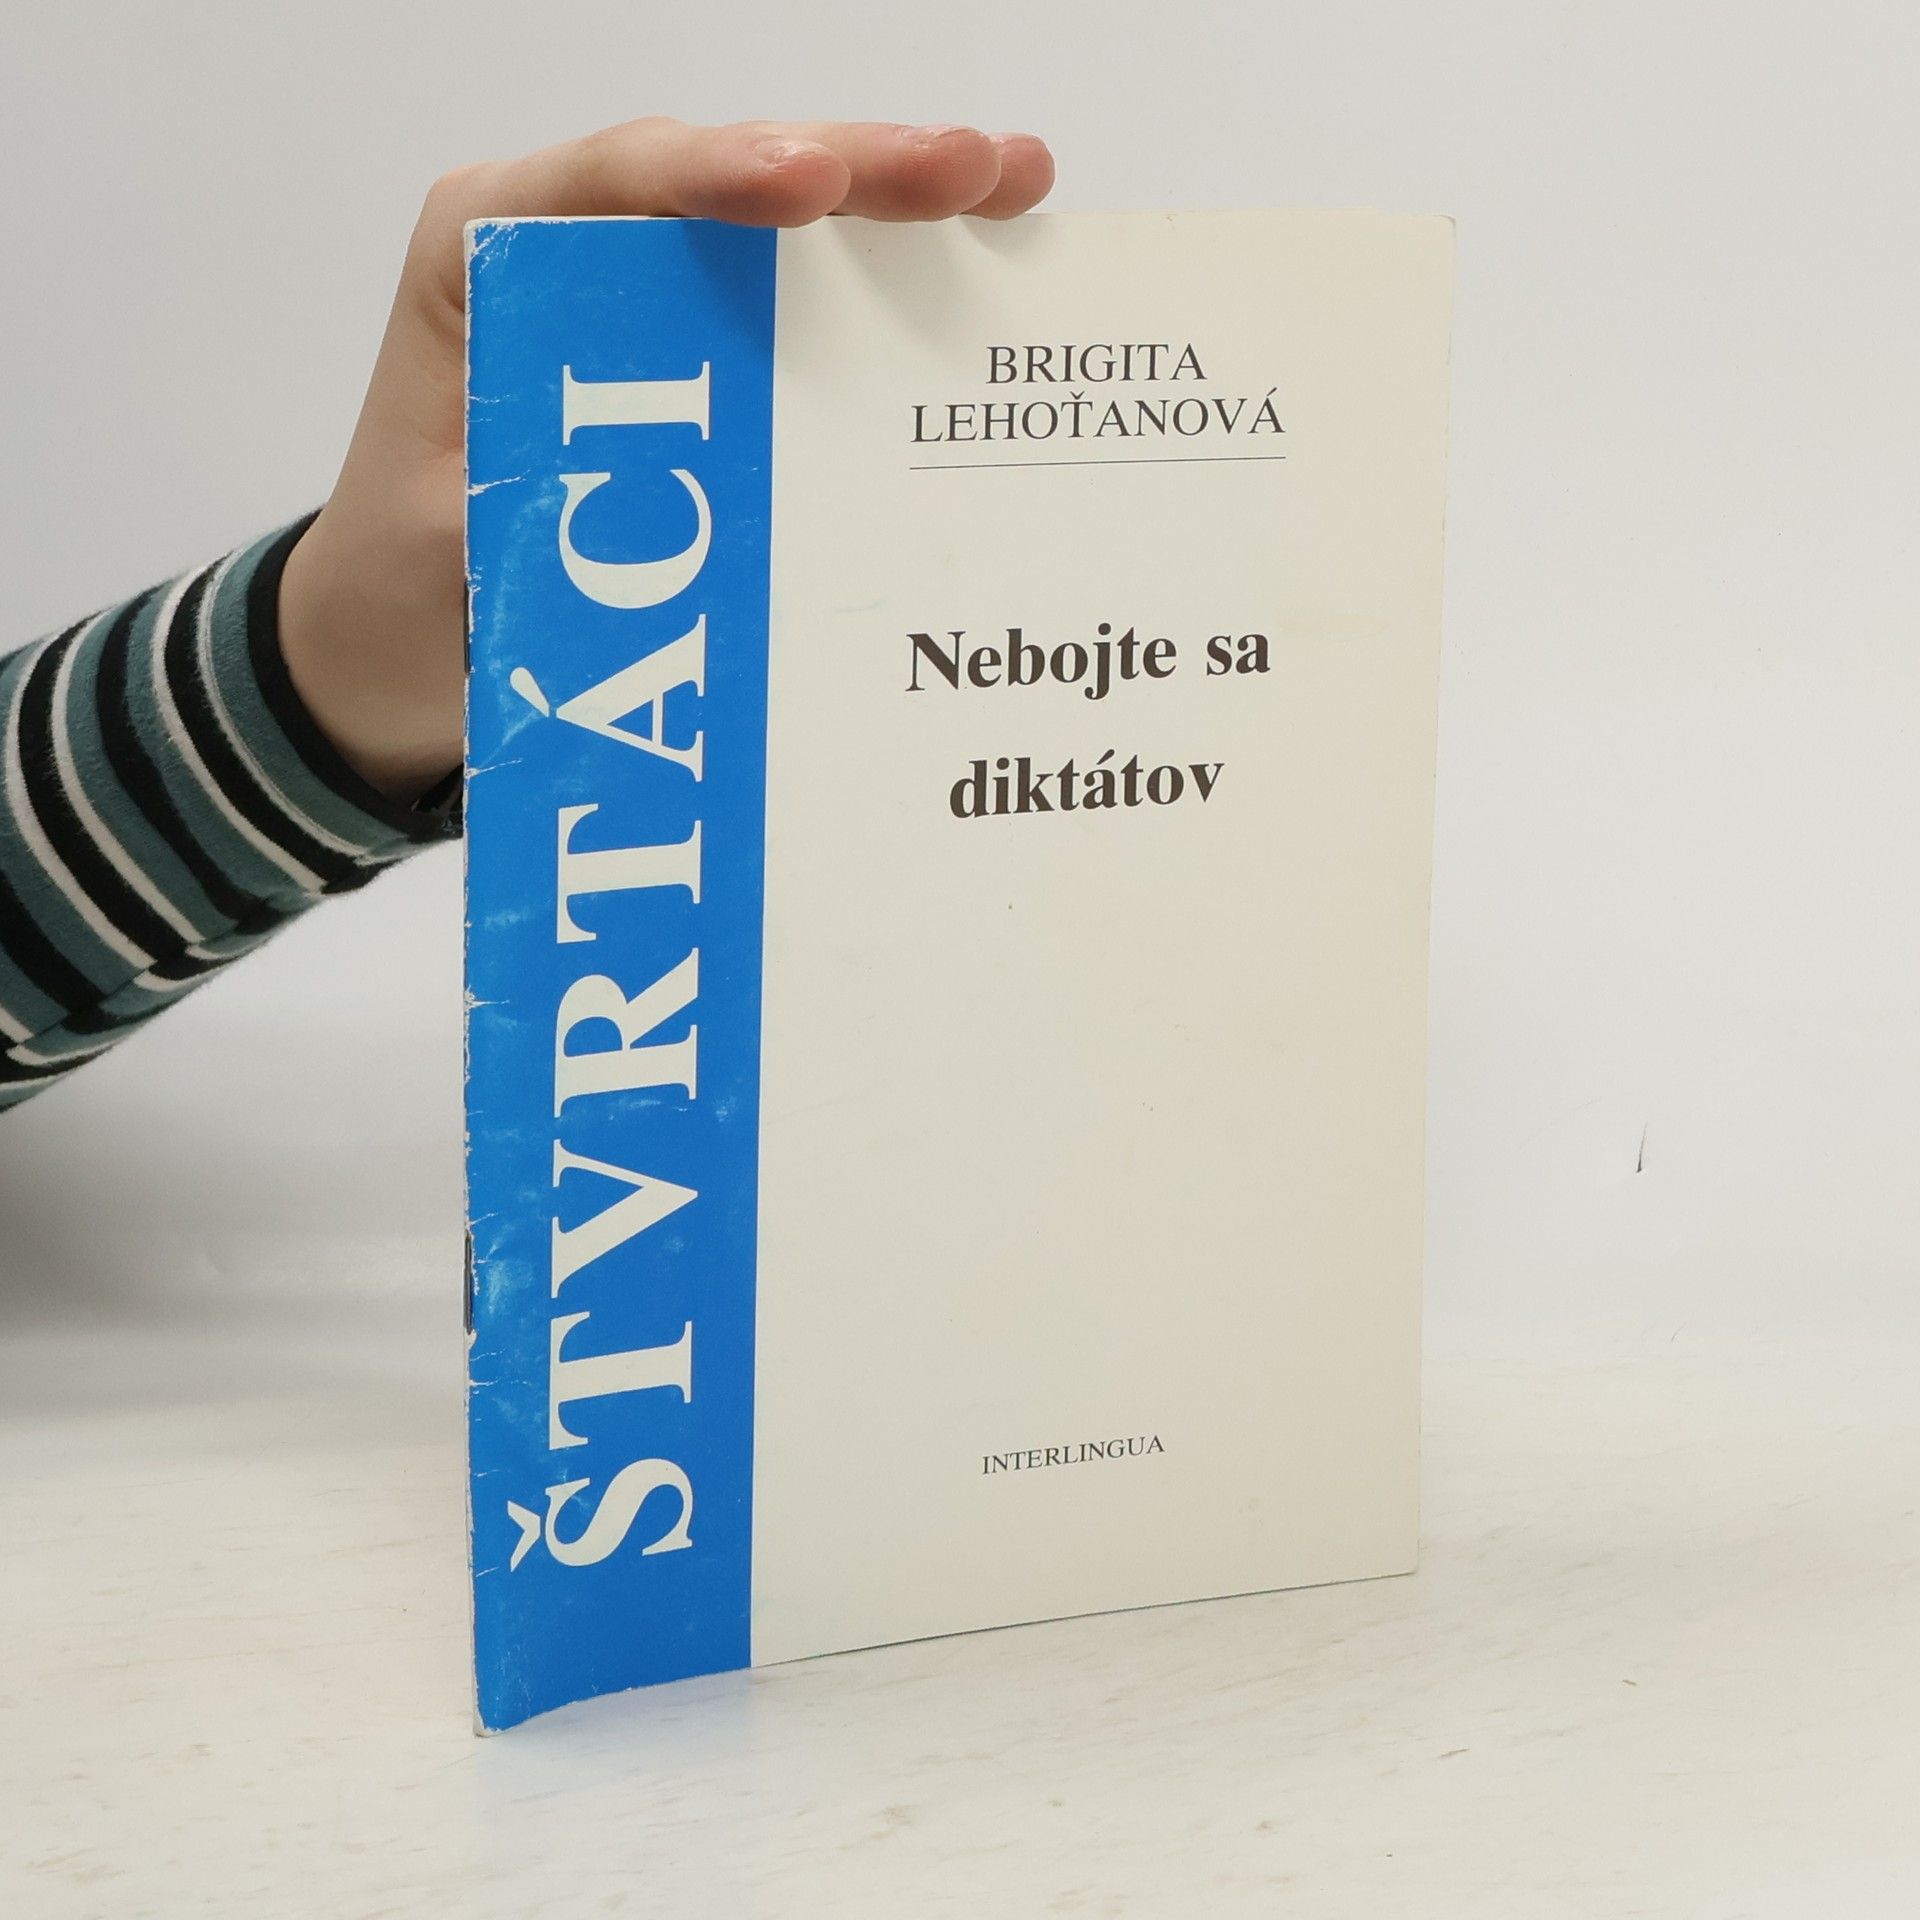 ŠTVRTÁCI
BRIGITA
LEHOŤANOVÁ
Nebojte sa
diktátov
INTERLINGUA